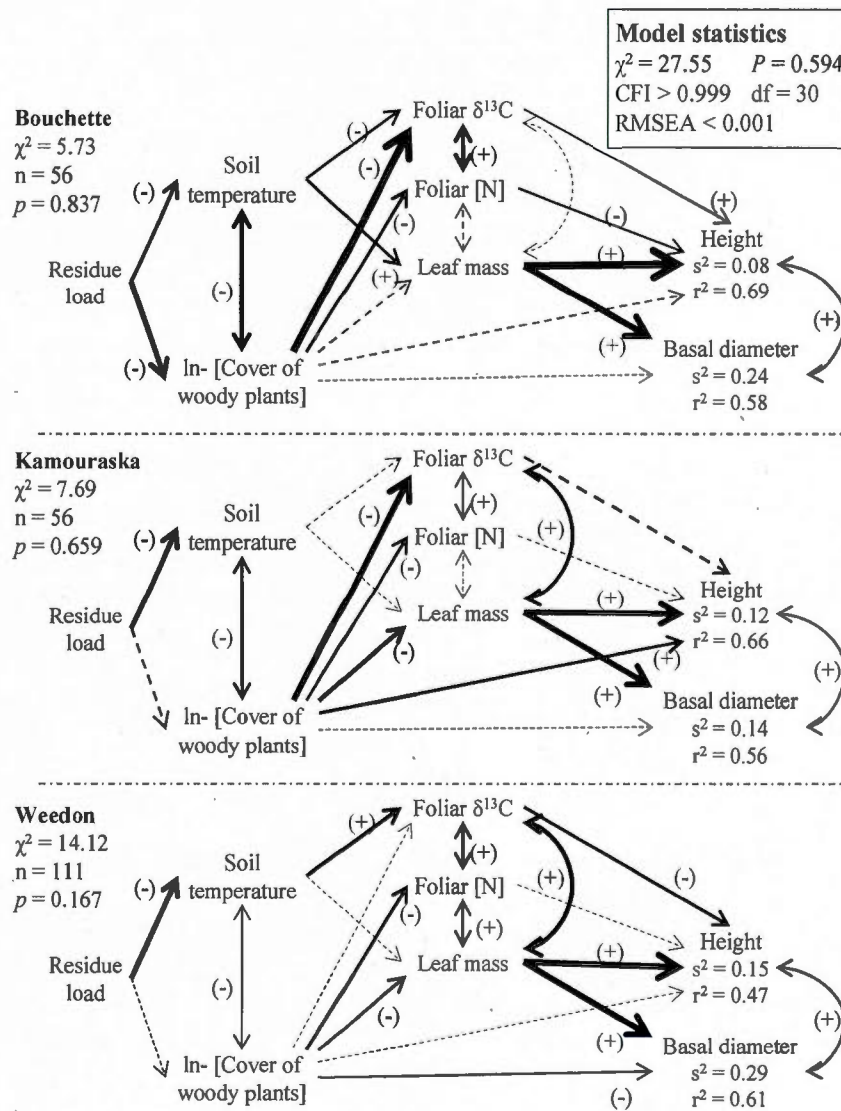 Model statistics
χ² = 27.55 P = 0.594
CFI > 0.999 df = 30
RMSEA < 0.001
Bouchette
χ² = 5.73
n = 56
p = 0.837
Residue
load
(-)
(-)
Soil
temperature
(-)
ln- [Cover of
woody plants]
Foliar δ¹³C
(-)
(-)
(+)
Foliar [N]
(-)
Leaf mass
(+)
(+)
(-)
(+)
(+)
Height
s² = 0.08
r² = 0.69
(+)
Basal diameter
s² = 0.24
r² = 0.58
Kamouraska
χ² = 7.69
n = 56
p = 0.659
Residue
load
(-)
Soil
temperature
(-)
ln- [Cover of
woody plants]
Foliar δ¹³C
(-)
(+)
Foliar [N]
(-)
Leaf mass
(-)
(+)
(+)
(+)
(+)
Height
s² = 0.12
r² = 0.66
(+)
Basal diameter
s² = 0.14
r² = 0.56
Weedon
χ² = 14.12
n = 111
p = 0.167
Residue
load
(-)
Soil
temperature
(-)
ln- [Cover of
woody plants]
(+)
Foliar δ¹³C
(+)
Foliar [N]
(-)
(+)
Leaf mass
(-)
(+)
(-)
(+)
(+)
Height
s² = 0.15
r² = 0.47
(+)
Basal diameter
s² = 0.29
r² = 0.61
(-)